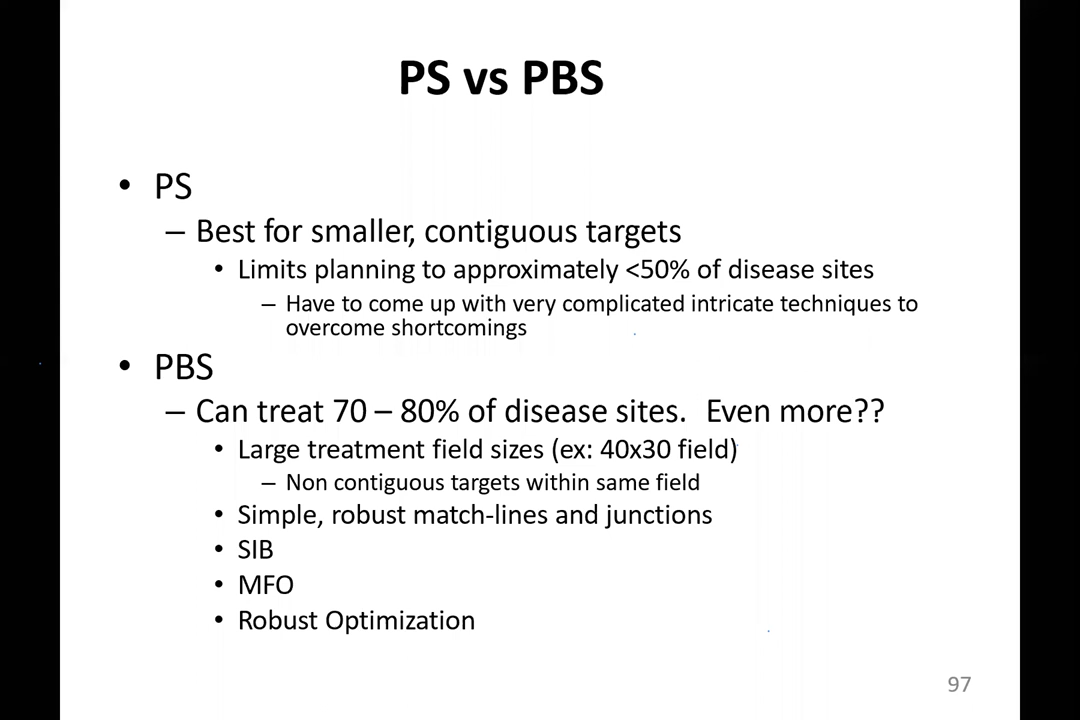 PS vs PBS
• PS
– Best for smaller, contiguous targets
• Limits planning to approximately <50% of disease sites
– Have to come up with very complicated intricate techniques to
overcome shortcomings
• PBS
– Can treat 70 – 80% of disease sites.  Even more??
• Large treatment field sizes (ex: 40x30 field)
– Non contiguous targets within same field
• Simple, robust match-lines and junctions
• SIB
• MFO
• Robust Optimization
97